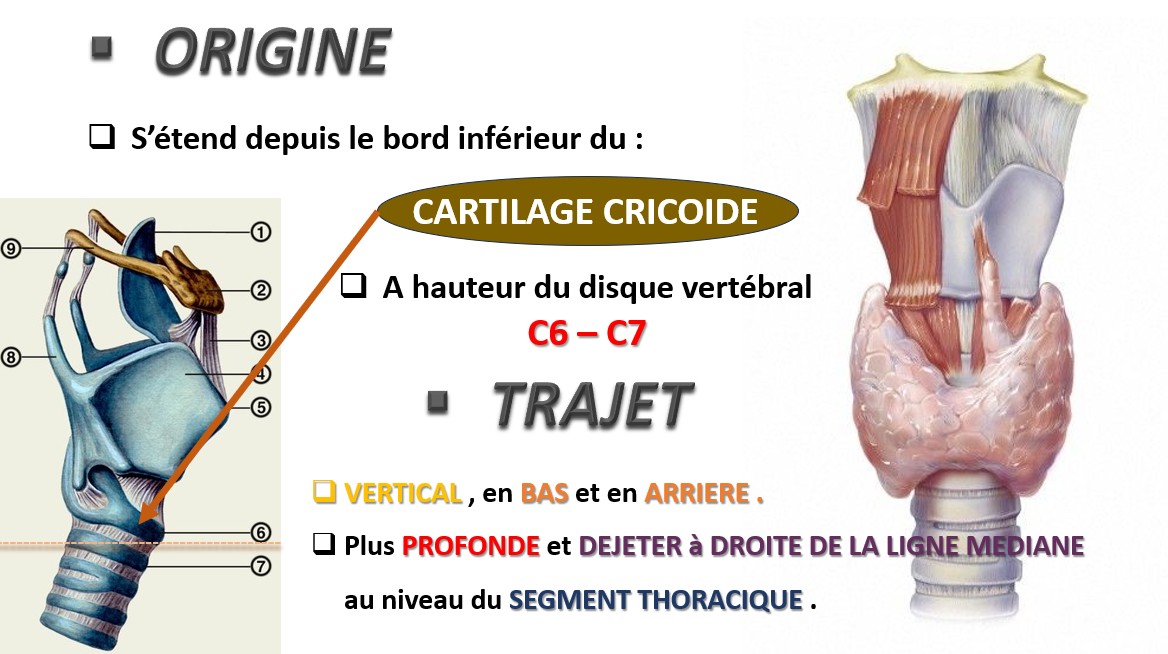 ▪ ORIGINE
❑ S’étend depuis le bord inférieur du :
CARTILAGE CRICOIDE
❑ A hauteur du disque vertébral
C6 – C7
▪ TRAJET
❑ VERTICAL , en BAS et en ARRIERE .
❑ Plus PROFONDE et DEJETER à DROITE DE LA LIGNE MEDIANE
au niveau du SEGMENT THORACIQUE .
①
⑨
②
③
⑧
④
⑤
⑥
⑦